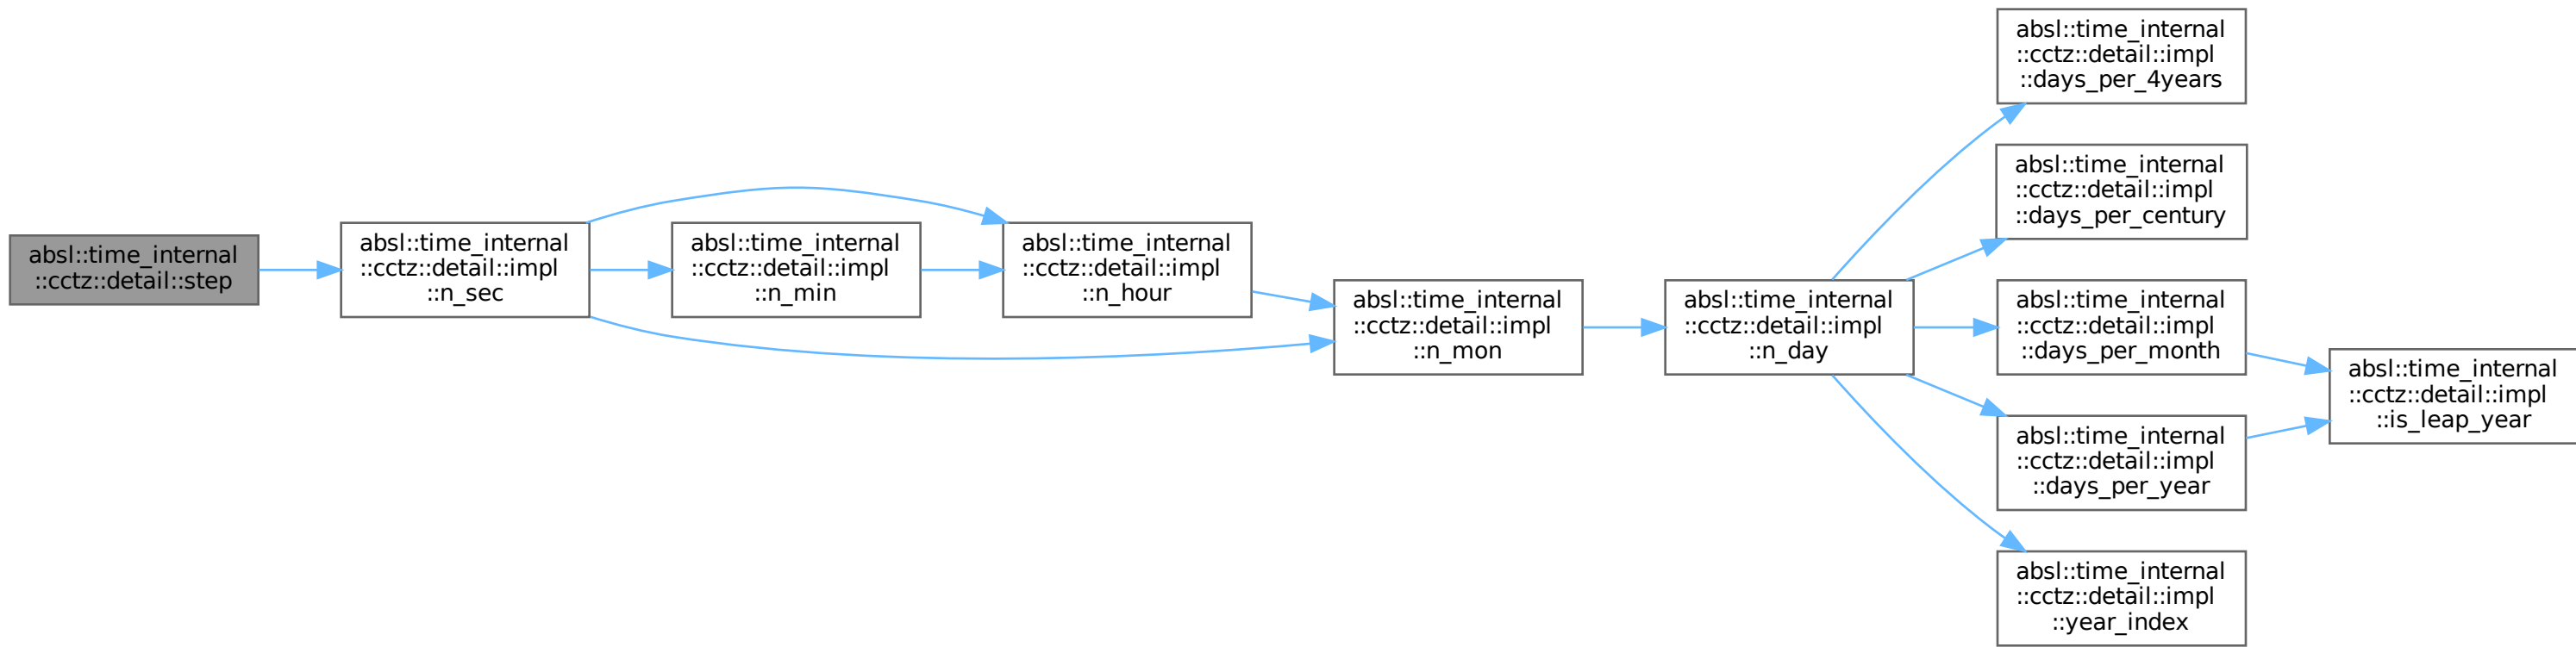 absl::time_internal
::cctz::detail::step
absl::time_internal
::cctz::detail::impl
::n_sec
absl::time_internal
::cctz::detail::impl
::n_min
absl::time_internal
::cctz::detail::impl
::n_hour
absl::time_internal
::cctz::detail::impl
::n_mon
absl::time_internal
::cctz::detail::impl
::n_day
absl::time_internal
::cctz::detail::impl
::days_per_4years
absl::time_internal
::cctz::detail::impl
::days_per_century
absl::time_internal
::cctz::detail::impl
::days_per_month
absl::time_internal
::cctz::detail::impl
::days_per_year
absl::time_internal
::cctz::detail::impl
::year_index
absl::time_internal
::cctz::detail::impl
::is_leap_year